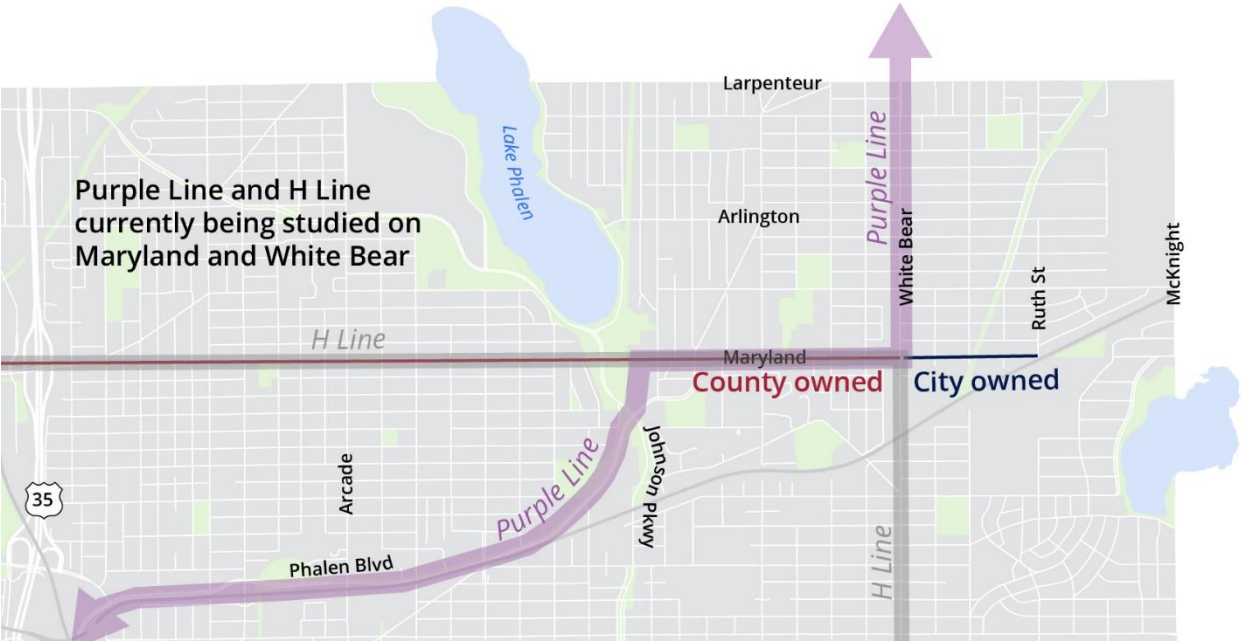 Larpenteur
Lake Phalen
Purple Line
Purple Line and H Line
currently being studied on
Maryland and White Bear
Arlington
White Bear
McKnight
Ruth St
H Line
Maryland
County owned
City owned
Johnson Pkwy
Purple Line
Arcade
35
H Line
Phalen Blvd